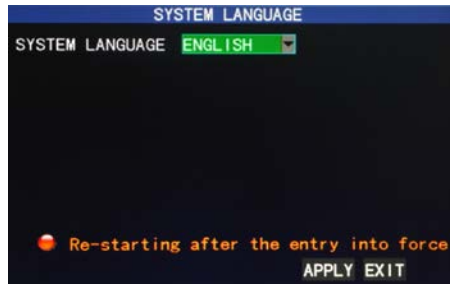 SYSTEM LANGUAGE
SYSTEM LANGUAGE ENGLISH
Re-starting after the entry into force
APPLY EXIT